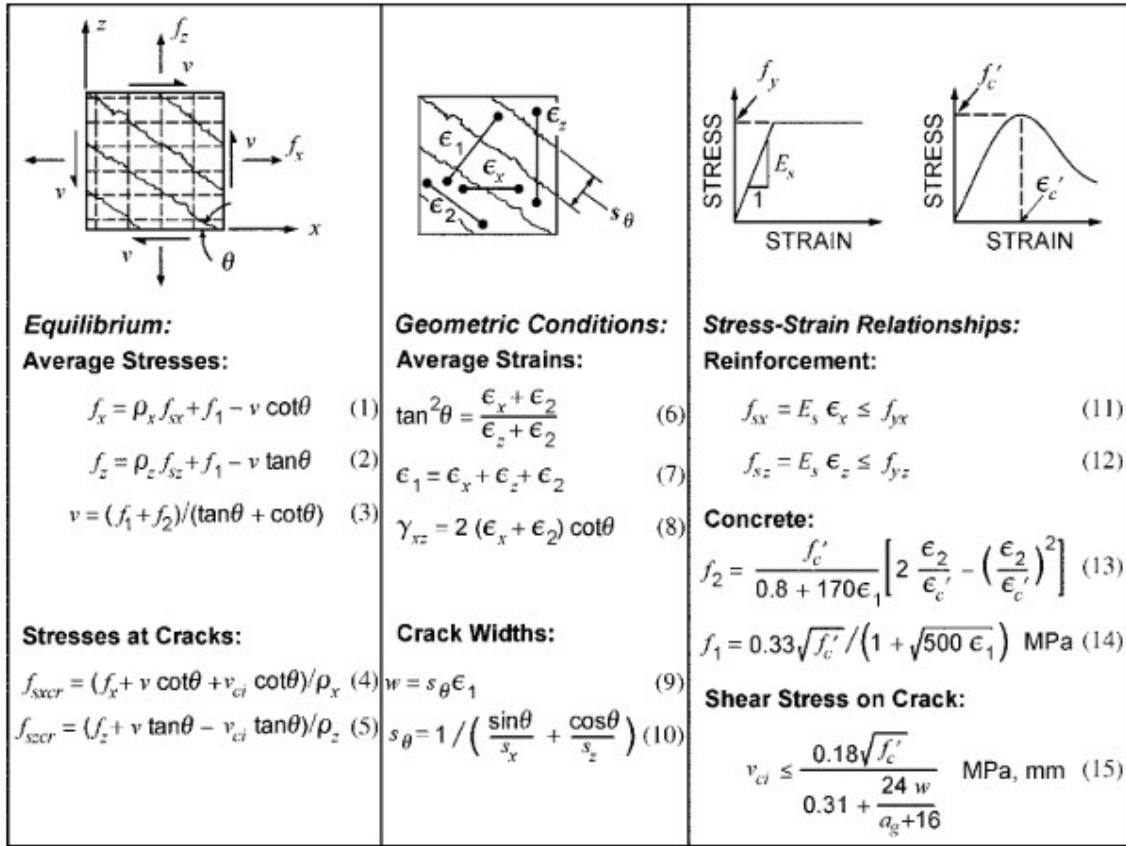 z
f_z
v
v
f_x
v
x
v
θ
Equilibrium:
Average Stresses:
f_x = ρ_x f_sx + f_1 − v cotθ (1)
f_z = ρ_z f_sz + f_1 − v tanθ (2)
v = (f_1 + f_2)/(tanθ + cotθ) (3)
Stresses at Cracks:
f_sxcr = (f_x + v cotθ + v_ci cotθ)/ρ_x (4)
f_szcr = (f_z + v tanθ − v_ci tanθ)/ρ_z (5)
ϵ_1
ϵ_z
ϵ_x
ϵ_2
s_θ
Geometric Conditions:
Average Strains:
tan²θ = (ϵ_x + ϵ_2)/(ϵ_z + ϵ_2) (6)
ϵ_1 = ϵ_x + ϵ_z + ϵ_2 (7)
γ_xz = 2 (ϵ_x + ϵ_2) cotθ (8)
Crack Widths:
w = s_θ ϵ_1 (9)
s_θ = 1/(sinθ/s_x + cosθ/s_z) (10)
f_y
STRESS
E_s
1
STRAIN
f_c′
STRESS
ϵ_c′
STRAIN
Stress-Strain Relationships:
Reinforcement:
f_sx = E_s ϵ_x ≤ f_yx (11)
f_sz = E_s ϵ_z ≤ f_yz (12)
Concrete:
f_2 = f_c′/(0.8 + 170ϵ_1) [2 ϵ_2/ϵ_c′ − (ϵ_2/ϵ_c′)²] (13)
f_1 = 0.33√f_c′ /(1 + √500 ϵ_1) MPa (14)
Shear Stress on Crack:
v_ci ≤ 0.18√f_c′/(0.31 + 24 w/(a_g+16)) MPa, mm (15)